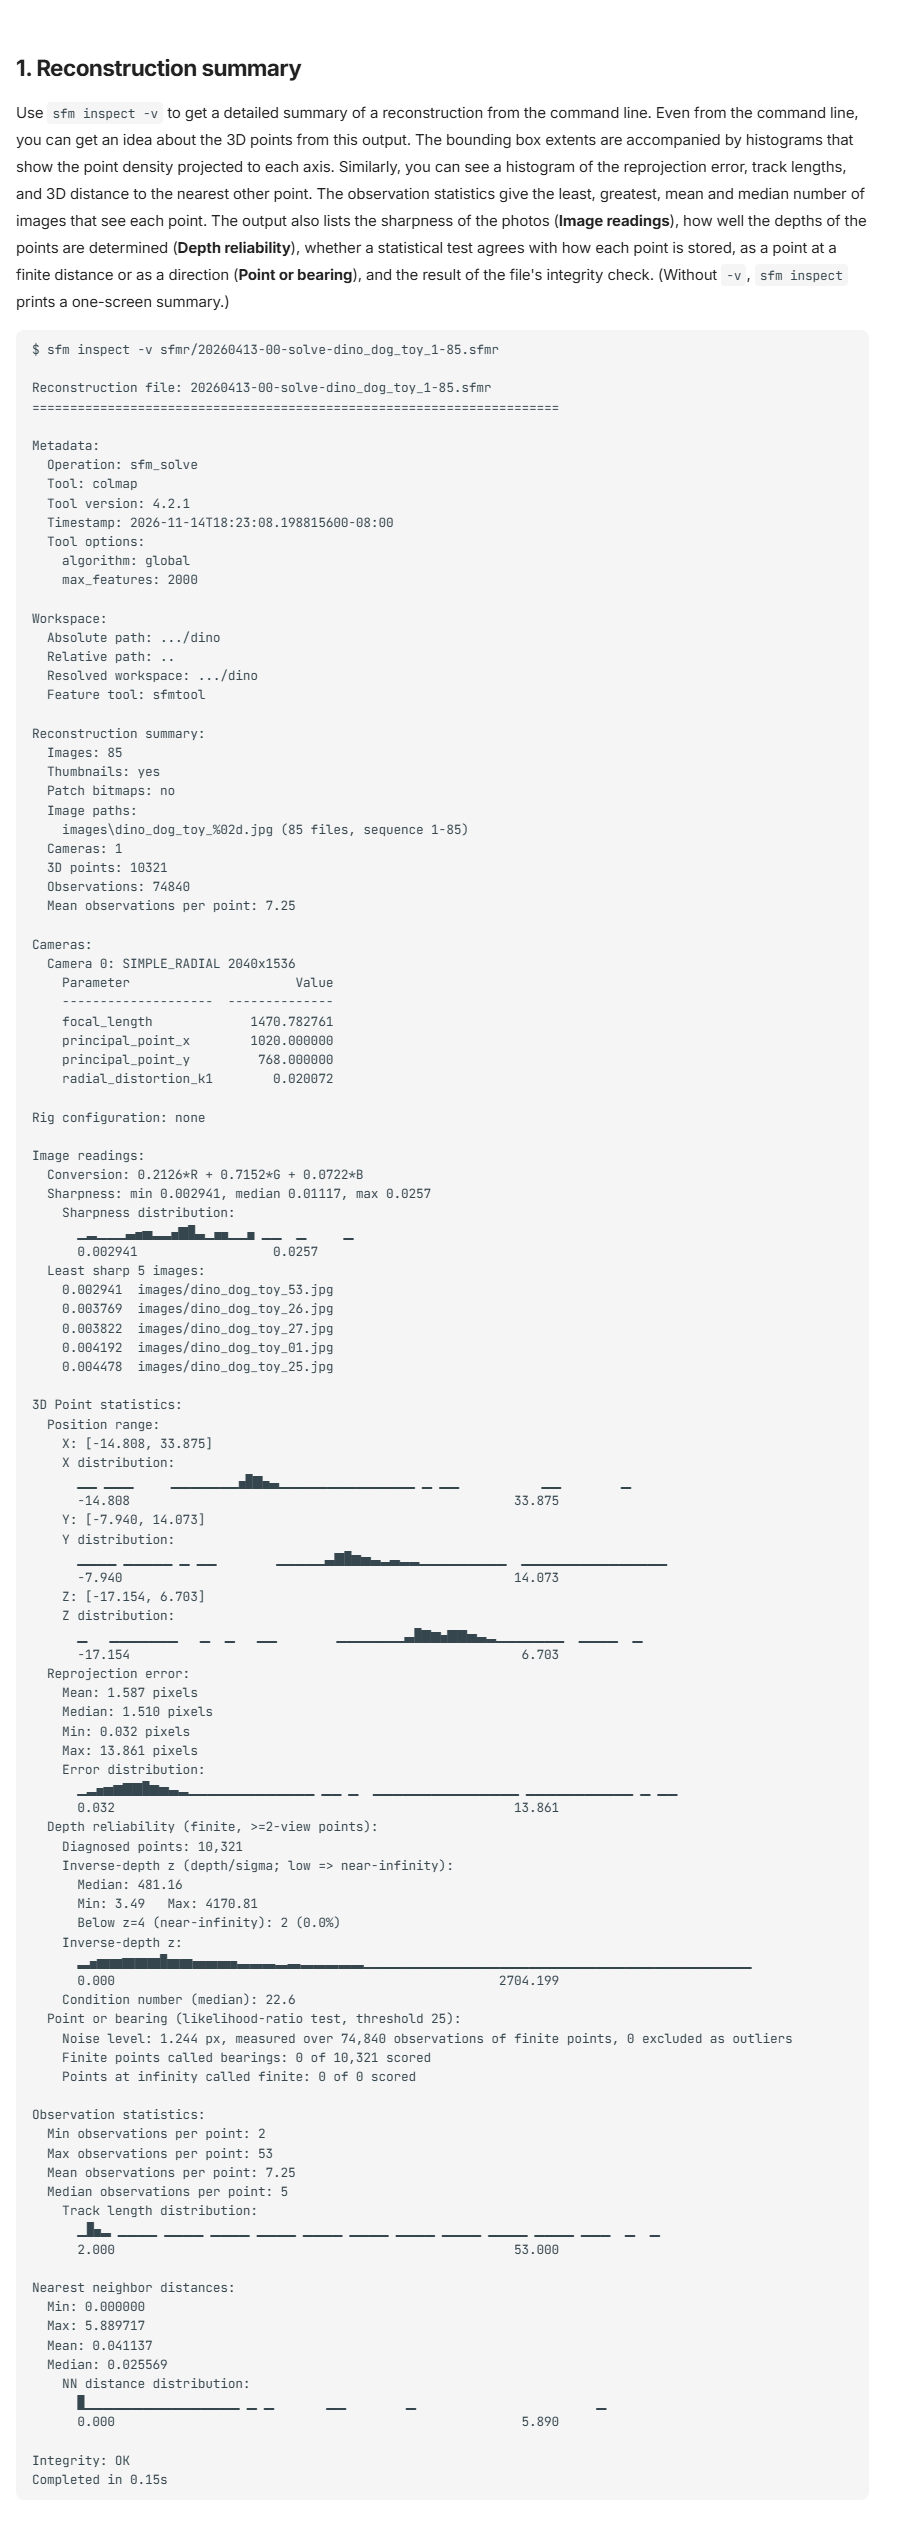 1. Reconstruction summary
Use sfm inspect -v to get a detailed summary of a reconstruction from the command line. Even from the command line,
you can get an idea about the 3D points from this output. The bounding box extents are accompanied by histograms that
show the point density projected to each axis. Similarly, you can see a histogram of the reprojection error, track lengths,
and 3D distance to the nearest other point. The observation statistics give the least, greatest, mean and median number of
images that see each point. The output also lists the sharpness of the photos (Image readings), how well the depths of the
points are determined (Depth reliability), whether a statistical test agrees with how each point is stored, as a point at a
finite distance or as a direction (Point or bearing), and the result of the file's integrity check. (Without -v, sfm inspect
prints a one-screen summary.)
$ sfm inspect -v sfmr/20260413-00-solve-dino_dog_toy_1-85.sfmr
Reconstruction file: 20260413-00-solve-dino_dog_toy_1-85.sfmr
======================================================================
Metadata:
Operation: sfm_solve
Tool: colmap
Tool version: 4.2.1
Timestamp: 2026-11-14T18:23:08.198815600-08:00
Tool options:
algorithm: global
max_features: 2000
Workspace:
Absolute path: .../dino
Relative path: ..
Resolved workspace: .../dino
Feature tool: sfmtool
Reconstruction summary:
Images: 85
Thumbnails: yes
Patch bitmaps: no
Image paths:
images\dino_dog_toy_%02d.jpg (85 files, sequence 1-85)
Cameras: 1
3D points: 10321
Observations: 74840
Mean observations per point: 7.25
Cameras:
Camera 0: SIMPLE_RADIAL 2040x1536
Parameter Value
-------------------- --------------
focal_length 1470.782761
principal_point_x 1020.000000
principal_point_y 768.000000
radial_distortion_k1 0.020072
Rig configuration: none
Image readings:
Conversion: 0.2126*R + 0.7152*G + 0.0722*B
Sharpness: min 0.002941, median 0.01117, max 0.0257
Sharpness distribution:
0.002941 0.0257
Least sharp 5 images:
0.002941 images/dino_dog_toy_53.jpg
0.003769 images/dino_dog_toy_26.jpg
0.003822 images/dino_dog_toy_27.jpg
0.004192 images/dino_dog_toy_01.jpg
0.004478 images/dino_dog_toy_25.jpg
3D Point statistics:
Position range:
X: [-14.808, 33.875]
X distribution:
-14.808 33.875
Y: [-7.940, 14.073]
Y distribution:
-7.940 14.073
Z: [-17.154, 6.703]
Z distribution:
-17.154 6.703
Reprojection error:
Mean: 1.587 pixels
Median: 1.510 pixels
Min: 0.032 pixels
Max: 13.861 pixels
Error distribution:
0.032 13.861
Depth reliability (finite, >=2-view points):
Diagnosed points: 10,321
Inverse-depth z (depth/sigma; low => near-infinity):
Median: 481.16
Min: 3.49 Max: 4170.81
Below z=4 (near-infinity): 2 (0.0%)
Inverse-depth z:
0.000 2704.199
Condition number (median): 22.6
Point or bearing (likelihood-ratio test, threshold 25):
Noise level: 1.244 px, measured over 74,840 observations of finite points, 0 excluded as outliers
Finite points called bearings: 0 of 10,321 scored
Points at infinity called finite: 0 of 0 scored
Observation statistics:
Min observations per point: 2
Max observations per point: 53
Mean observations per point: 7.25
Median observations per point: 5
Track length distribution:
2.000 53.000
Nearest neighbor distances:
Min: 0.000000
Max: 5.889717
Mean: 0.041137
Median: 0.025569
NN distance distribution:
0.000 5.890
Integrity: OK
Completed in 0.15s